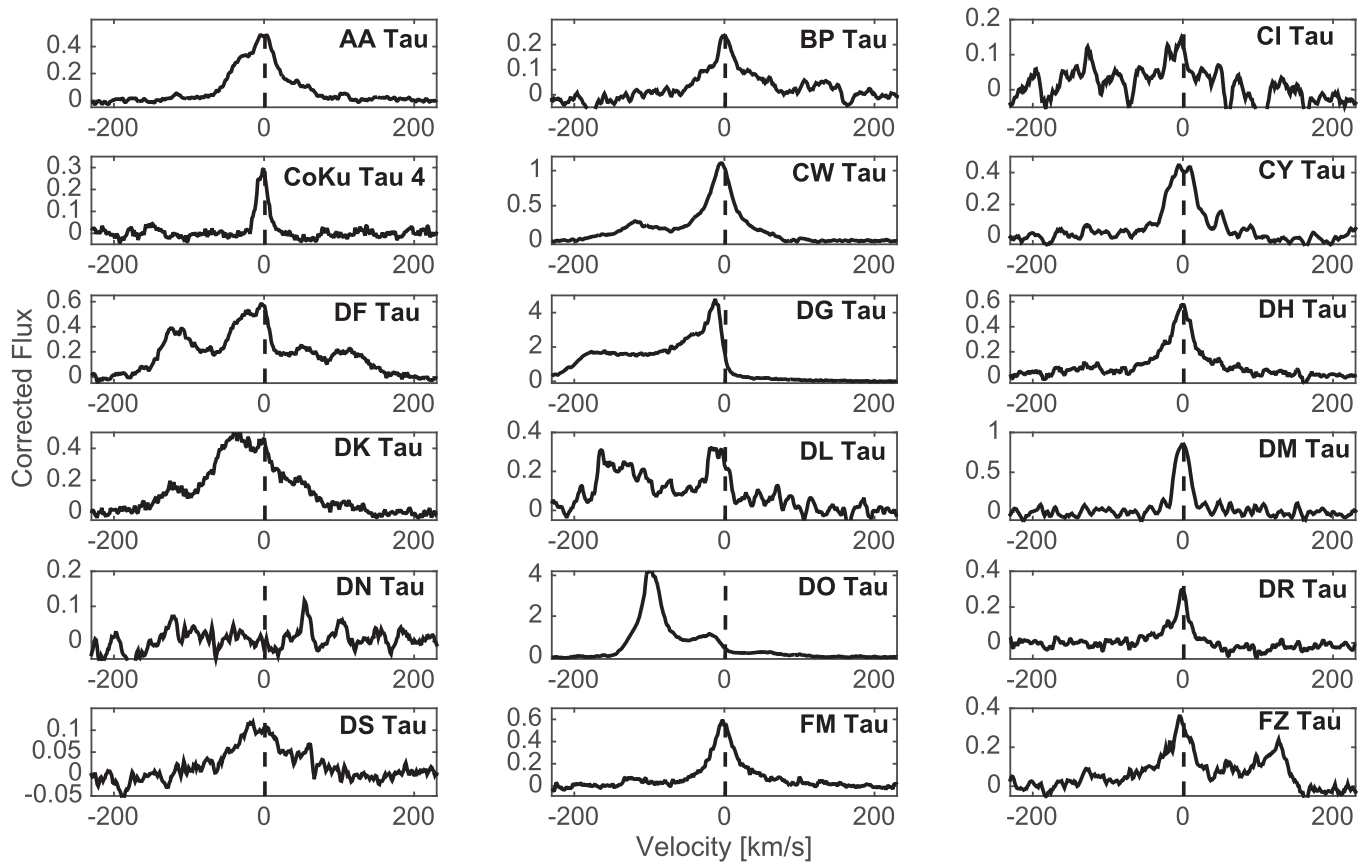 0.4
0.2
0
AA Tau
-200 0 200
0.2
0.1
0
BP Tau
-200 0 200
0.2
0.1
0
CI Tau
-200 0 200
0.3
0.2
0.1
0
CoKu Tau 4
-200 0 200
1
0.5
0
CW Tau
-200 0 200
0.4
0.2
0
CY Tau
-200 0 200
Corrected Flux
0.6
0.4
0.2
0
DF Tau
-200 0 200
4
2
0
DG Tau
-200 0 200
0.6
0.4
0.2
0
DH Tau
-200 0 200
0.4
0.2
0
DK Tau
-200 0 200
0.4
0.2
0
DL Tau
-200 0 200
1
0.5
0
DM Tau
-200 0 200
0.2
0.1
0
DN Tau
-200 0 200
4
2
0
DO Tau
-200 0 200
0.4
0.2
0
DR Tau
-200 0 200
0.1
0.05
0
-0.05
DS Tau
-200 0 200
0.6
0.4
0.2
0
FM Tau
-200 0 200
0.4
0.2
0
FZ Tau
-200 0 200
Velocity [km/s]